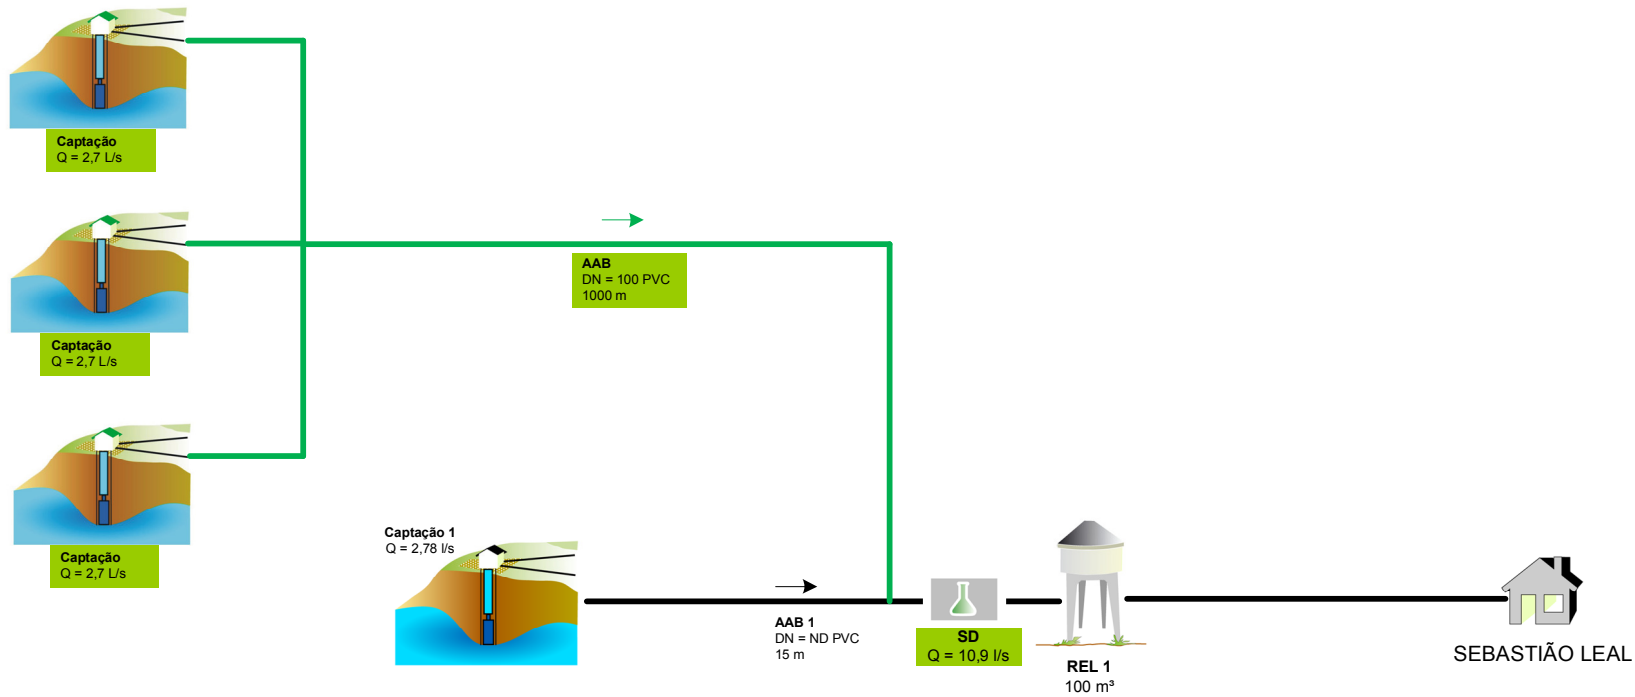 Captação
Q = 2,7 L/s
AAB
DN = 100 PVC
1000 m
Captação
Q = 2,7 L/s
Captação
Q = 2,7 L/s
Captação 1
Q = 2,78 l/s
AAB 1
DN = ND PVC
15 m
SD
Q = 10,9 l/s
REL 1
100 m³
SEBASTIÃO LEAL